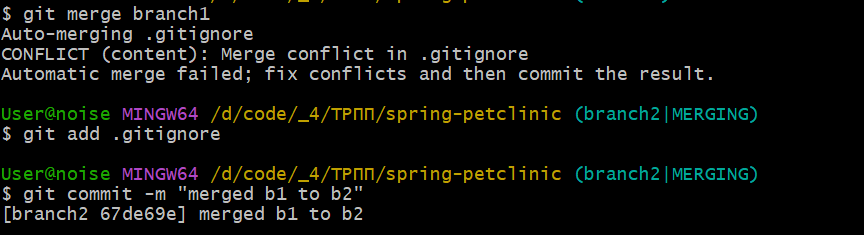 $ git merge branch1
Auto-merging .gitignore
CONFLICT (content): Merge conflict in .gitignore
Automatic merge failed; fix conflicts and then commit the result.
User@noise MINGW64 /d/code/_4/ТРПП/spring-petclinic (branch2|MERGING)
$ git add .gitignore
User@noise MINGW64 /d/code/_4/ТРПП/spring-petclinic (branch2|MERGING)
$ git commit -m "merged b1 to b2"
[branch2 67de69e] merged b1 to b2